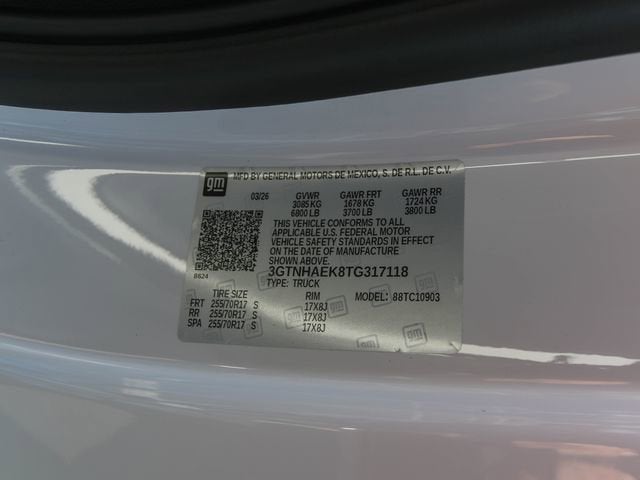 gm
MFD BY GENERAL MOTORS DE MEXICO, S. DE R.L. DE C.V.
03/26 GVWR GAWR FRT GAWR RR
3085 KG 1678 KG 1724 KG
6800 LB 3700 LB 3800 LB
THIS VEHICLE CONFORMS TO ALL
APPLICABLE U.S. FEDERAL MOTOR
VEHICLE SAFETY STANDARDS IN EFFECT
ON THE DATE OF MANUFACTURE
SHOWN ABOVE.
8624
3GTNHAEK8TG317118
TYPE: TRUCK
TIRE SIZE RIM MODEL: 88TC10903
FRT 255/70R17 S 17X8J
RR 255/70R17 S 17X8J
SPA 255/70R17 S 17X8J